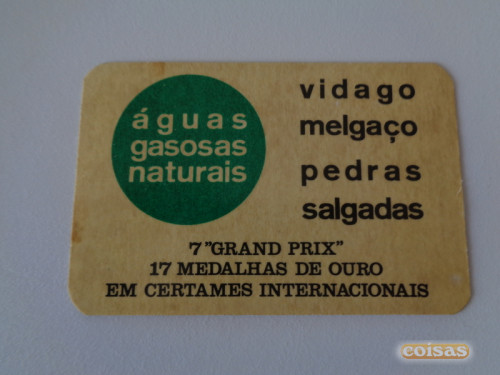 águas
gasosas
naturais
vidago
melgaço
pedras
salgadas
7 "GRAND PRIX"
17 MEDALHAS DE OURO
EM CERTAMES INTERNACIONAIS
coisas